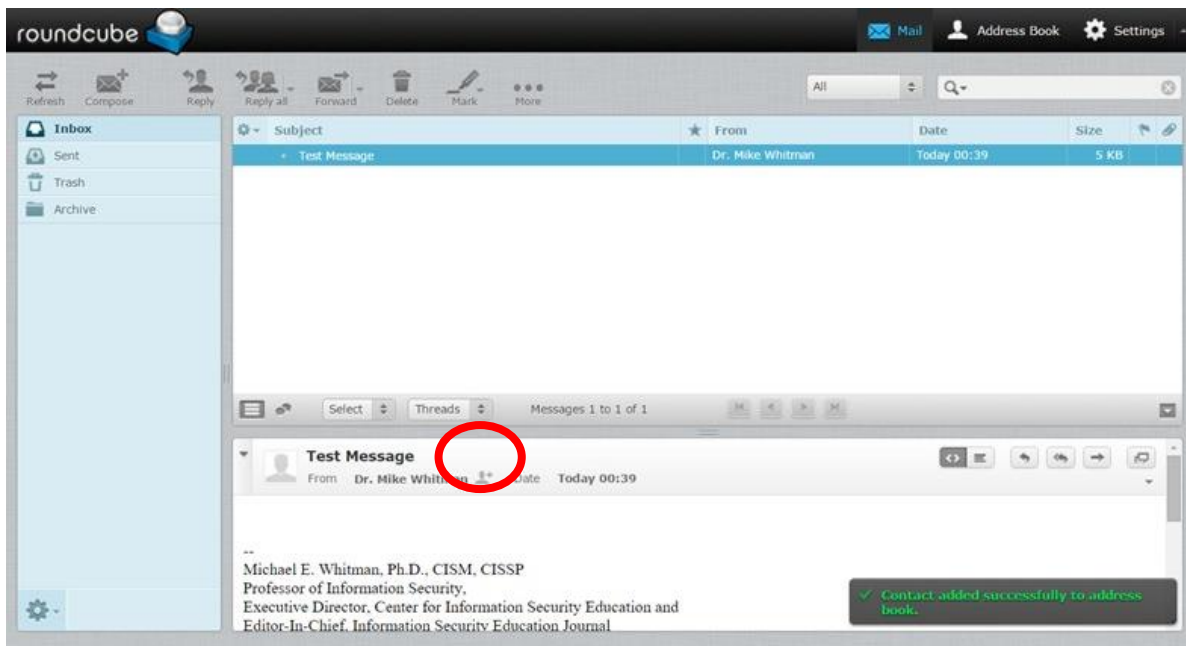 roundcube
Mail Address Book Settings
Refresh Compose Reply Reply all Forward Delete Mark More
All
Inbox
Sent
Trash
Archive
Subject From Date Size
Test Message Dr. Mike Whitman Today 00:39 5 KB
Select Threads Messages 1 to 1 of 1
Test Message
From Dr. Mike Whitman Date Today 00:39
--
Michael E. Whitman, Ph.D., CISM, CISSP
Professor of Information Security,
Executive Director, Center for Information Security Education and
Editor-In-Chief, Information Security Education Journal
Contact added successfully to address
book.